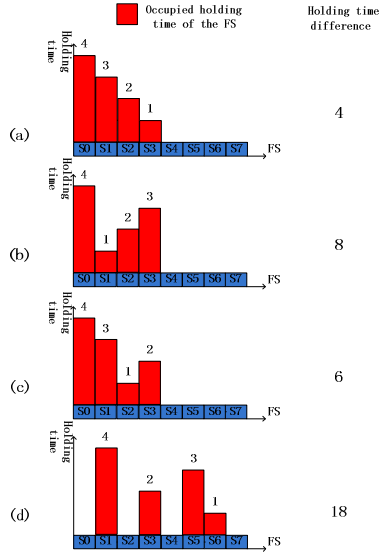 Occupied holding time of the FS
Holding time difference
Holding time
4
3
2
1
S0 S1 S2 S3 S4 S5 S6 S7 FS
(a)
4
Holding time
4
1
2
3
S0 S1 S2 S3 S4 S5 S6 S7 FS
(b)
8
Holding time
4
3
1
2
S0 S1 S2 S3 S4 S5 S6 S7 FS
(c)
6
Holding time
4
2
3
1
S0 S1 S2 S3 S4 S5 S6 S7 FS
(d)
18